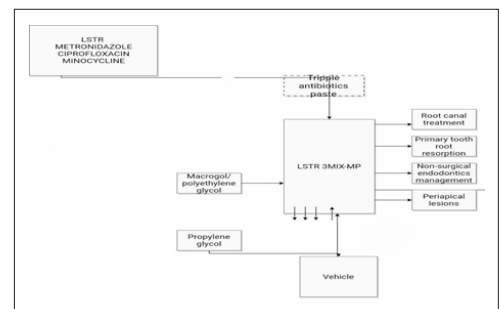 LSTR
METRONIDAZOLE
CIPROFLOXACIN
MINOCYCLINE
Tripple
antibiotics
paste
Root canal
treatment
LSTR 3MIX-MP
Primary tooth
root
resorption
Macrogol/
polyethylene
glycol
Non-surgical
endodontics
management
Periapical
lesions
Propylene
glycol
Vehicle